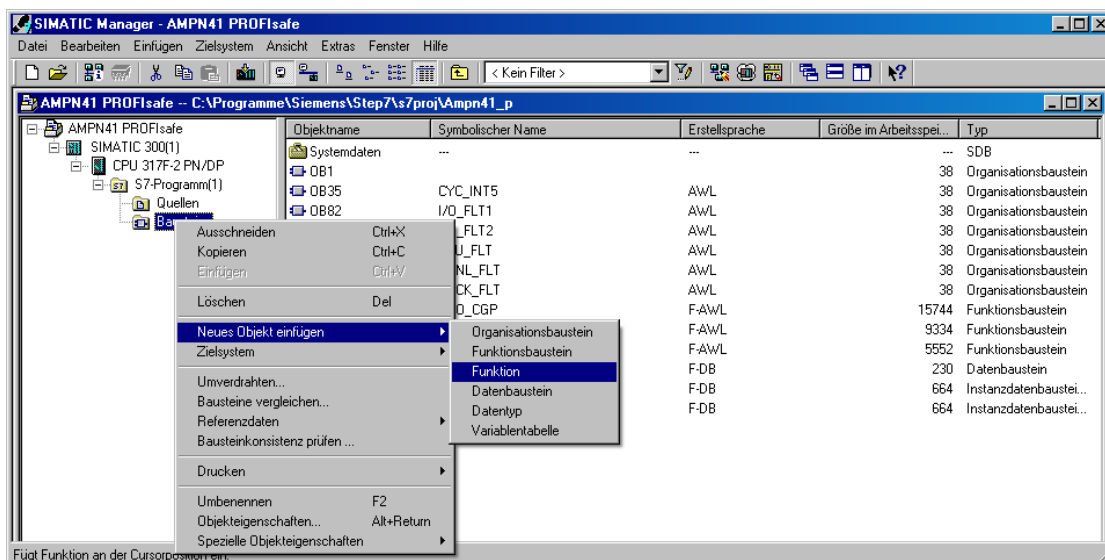 SIMATIC Manager - AMPN41 PROFIsafe
Datei Bearbeiten Einfügen Zielsystem Ansicht Extras Fenster Hilfe
< Kein Filter >
AMPN41 PROFIsafe -- C:\Programme\Siemens\Step7\s7proj\Ampn41_p
AMPN41 PROFIsafe
SIMATIC 300(1)
CPU 317F-2 PN/DP
S7-Programm(1)
Quellen
Objektname Symbolischer Name Erstellsprache Größe im Arbeitsspei... Typ
Systemdaten --- --- --- SDB
OB1 38 Organisationsbaustein
OB35 CYC_INT5 AWL 38 Organisationsbaustein
OB82 I/O_FLT1 AWL 38 Organisationsbaustein
_FLT2 AWL 38 Organisationsbaustein
U_FLT AWL 38 Organisationsbaustein
NL_FLT AWL 38 Organisationsbaustein
CK_FLT AWL 38 Organisationsbaustein
O_CGP F-AWL 15744 Funktionsbaustein
F-AWL 9334 Funktionsbaustein
F-AWL 5552 Funktionsbaustein
F-DB 230 Datenbaustein
F-DB 664 Instanzdatenbaustei...
F-DB 664 Instanzdatenbaustei...
Ausschneiden Ctrl+X
Kopieren Ctrl+C
Einfügen Ctrl+V
Löschen Del
Neues Objekt einfügen
Zielsystem
Umverdrahten...
Bausteine vergleichen...
Referenzdaten
Bausteinkonsistenz prüfen ...
Drucken
Umbenennen F2
Objekteigenschaften... Alt+Return
Spezielle Objekteigenschaften
Organisationsbaustein
Funktionsbaustein
Funktion
Datenbaustein
Datentyp
Variablentabelle
Fügt Funktion an der Cursorposition ein.